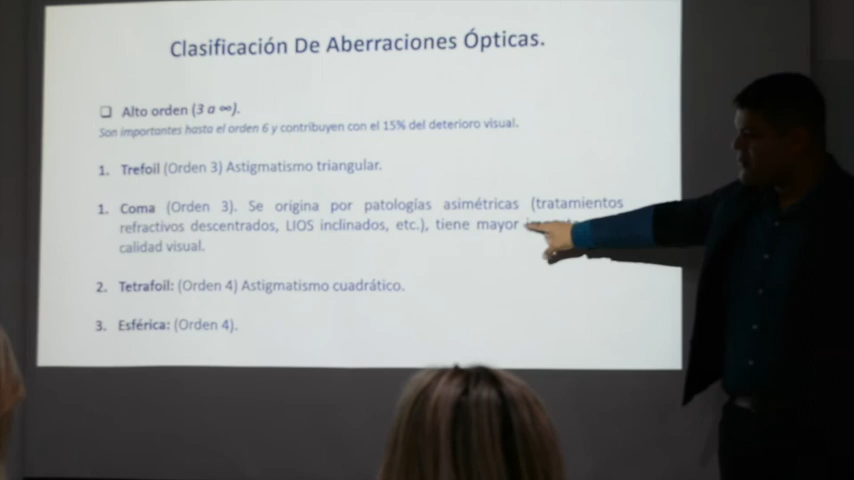 Clasificación De Aberraciones Ópticas.
❑ Alto orden (3 a ∞).
Son importantes hasta el orden 6 y contribuyen con el 15% del deterioro visual.
1. Trefoil (Orden 3) Astigmatismo triangular.
1. Coma (Orden 3). Se origina por patologías asimétricas (tratamientos
refractivos descentrados, LIOS inclinados, etc.), tiene mayor
calidad visual.
2. Tetrafoil: (Orden 4) Astigmatismo cuadrático.
3. Esférica: (Orden 4).